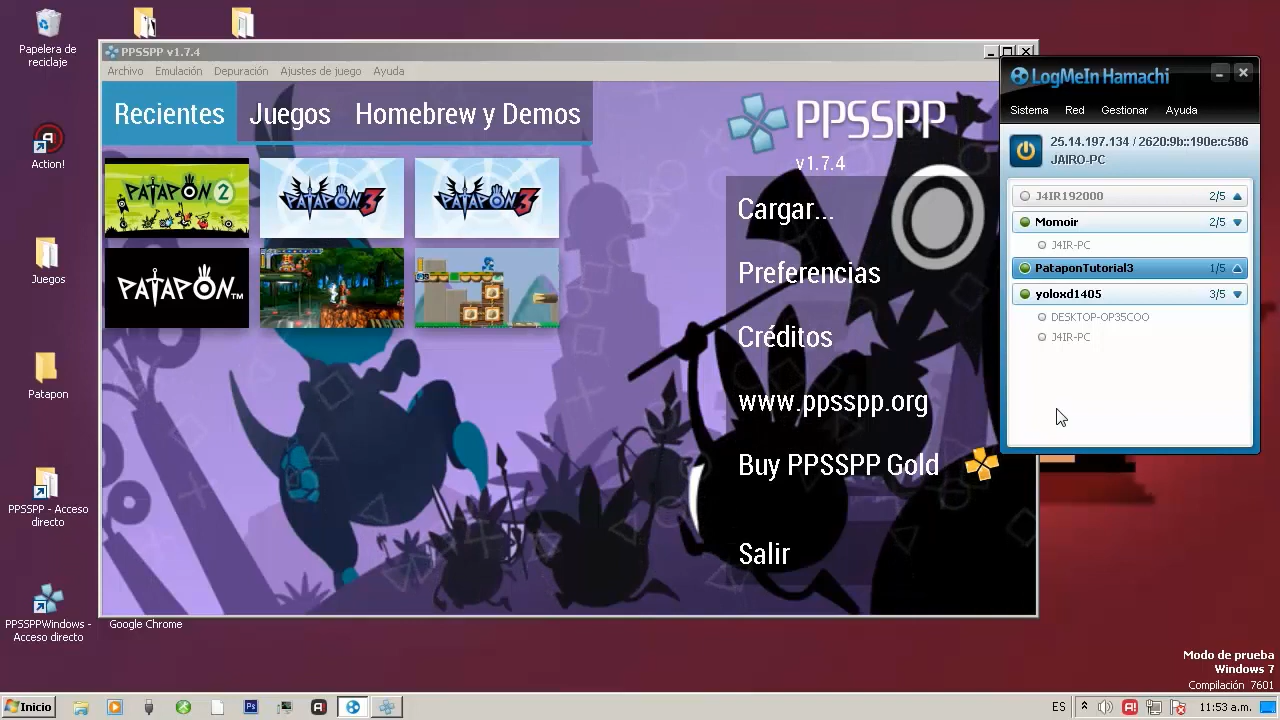 Papelera de
reciclaje
Action!
Juegos
Patapon
PPSSPP - Acceso
directo
PPSSPPWindows -
Acceso directo
Google Chrome
PPSSPP v1.7.4
Archivo Emulación Depuración Ajustes de juego Ayuda
Recientes Juegos Homebrew y Demos
PATAPON 2
PATAPON 3
PATAPON 3
PATAPON™
PPSSPP
v1.7.4
Cargar...
Preferencias
Créditos
www.ppsspp.org
Buy PPSSPP Gold
Salir
LogMeIn Hamachi
Sistema Red Gestionar Ayuda
25.14.197.134 / 2620:9b::190e:c586
JAIRO-PC
J4IR192000 2/5
Momoir 2/5
J4IR-PC
PataponTutorial3 1/5
yoloxd1405 3/5
DESKTOP-OP35COO
J4IR-PC
Modo de prueba
Windows 7
Compilación 7601
Inicio
Ps
ES
11:53 a.m.